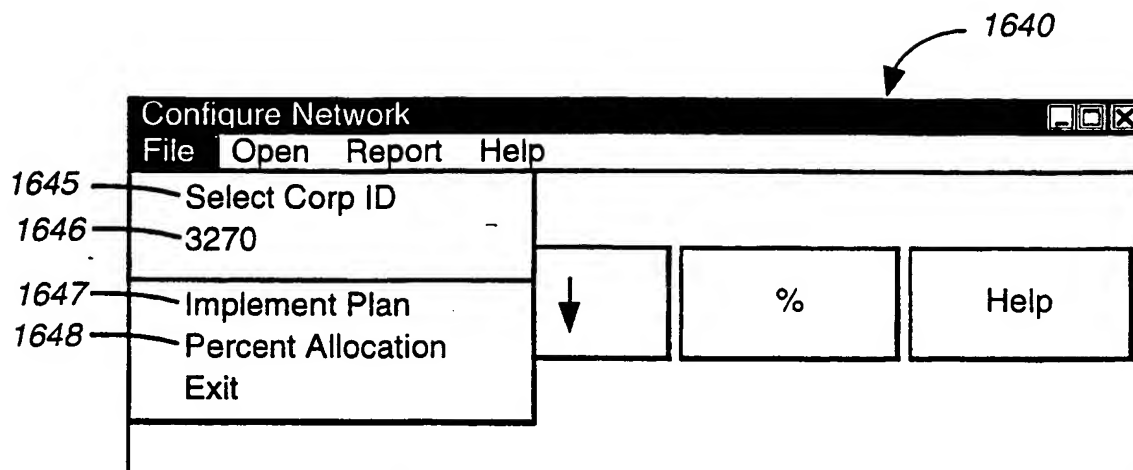 1640
Configure Network
File Open Report Help
1645 Select Corp ID
1646 3270
1647 Implement Plan
1648 Percent Allocation
Exit
% Help